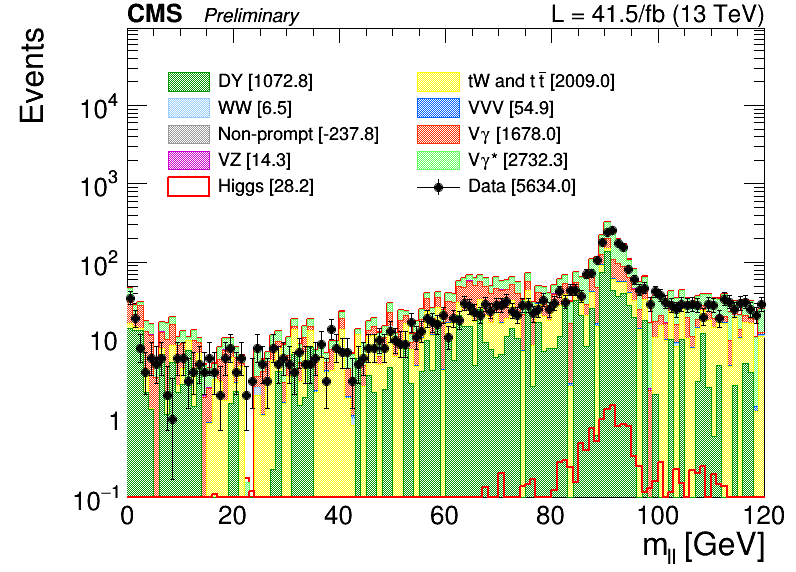 CMS Preliminary L = 41.5/fb (13 TeV)
Events
DY [1072.8]
WW [6.5]
Non-prompt [-237.8]
VZ [14.3]
Higgs [28.2]
tW and t t̅ [2009.0]
VVV [54.9]
Vγ [1678.0]
Vγ* [2732.3]
Data [5634.0]
10⁴
10³
10²
10
1
10⁻¹
0 20 40 60 80 100 120
m_ll [GeV]